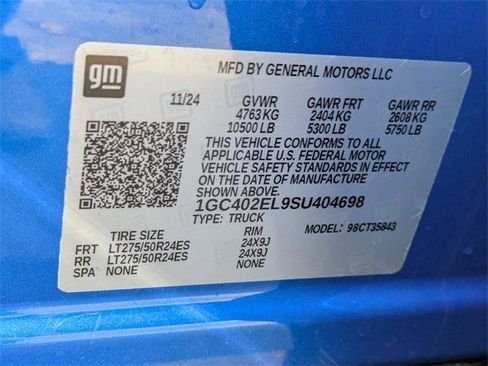 gm
MFD BY GENERAL MOTORS LLC
11/24 GVWR GAWR FRT GAWR RR
4763 KG 2404 KG 2608 KG
10500 LB 5300 LB 5750 LB
THIS VEHICLE CONFORMS TO ALL
APPLICABLE U.S. FEDERAL MOTOR
VEHICLE SAFETY STANDARDS IN EFFECT
ON THE DATE OF MANUFACTURE
SHOWN ABOVE.
1GC402EL9SU404698
TYPE: TRUCK MODEL: 98CT35843
TIRE SIZE RIM
FRT LT275/50R24ES 24X9J
RR LT275/50R24ES 24X9J
SPA NONE NONE